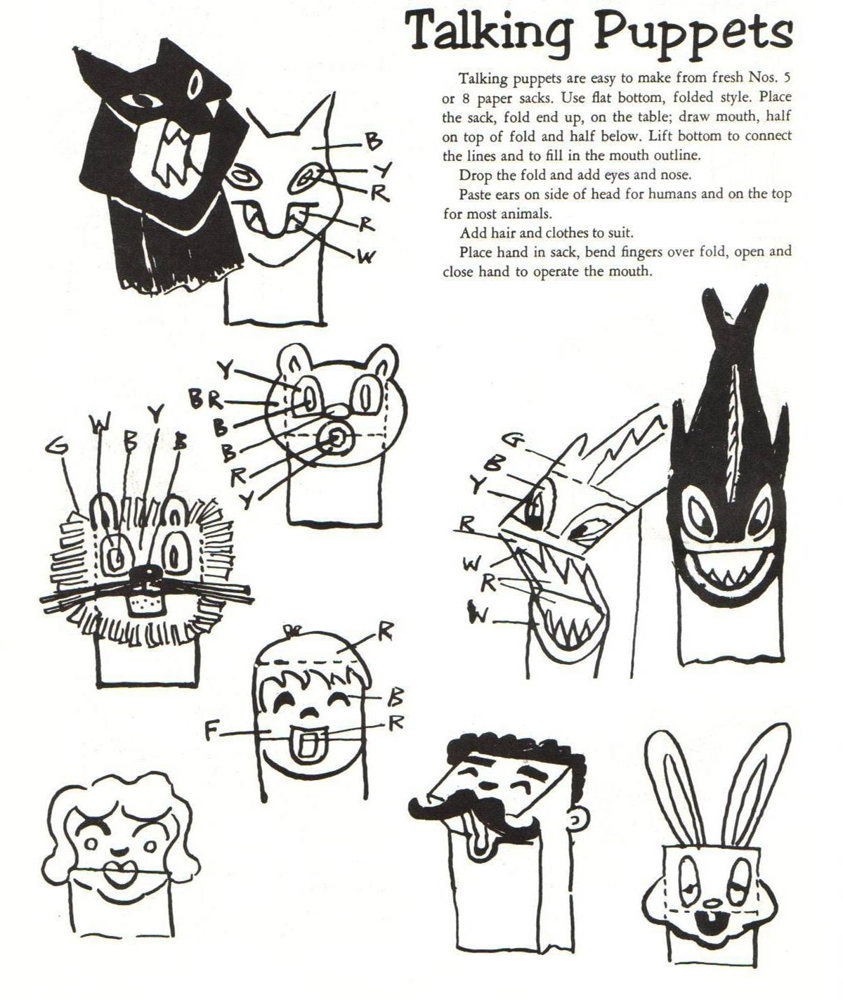 Talking Puppets
Talking puppets are easy to make from fresh Nos. 5
or 8 paper sacks. Use flat bottom, folded style. Place
the sack, fold end up, on the table; draw mouth, half
on top of fold and half below. Lift bottom to connect
the lines and to fill in the mouth outline.
Drop the fold and add eyes and nose.
Paste ears on side of head for humans and on the top
for most animals.
Add hair and clothes to suit.
Place hand in sack, bend fingers over fold, open and
close hand to operate the mouth.
B
Y
R
R
W
Y
BR
B
B
R
Y
G
W
B
Y
B
G
B
Y
R
W
R
W
R
B
R
F